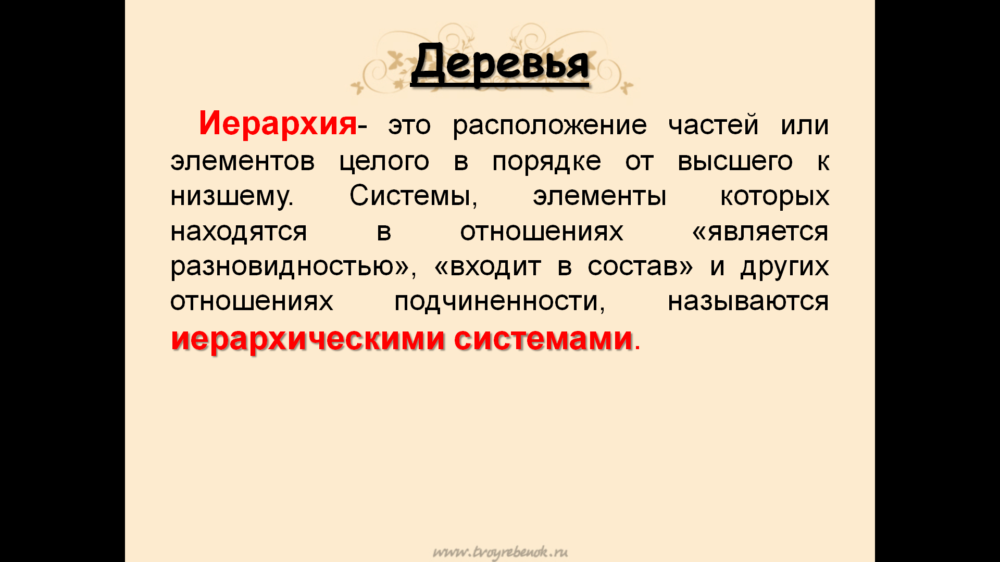 Деревья
Иерархия- это расположение частей или
элементов целого в порядке от высшего к
низшему. Системы, элементы которых
находятся в отношениях «является
разновидностью», «входит в состав» и других
отношениях подчиненности, называются
иерархическими системами.
www.tvoyrebenok.ru